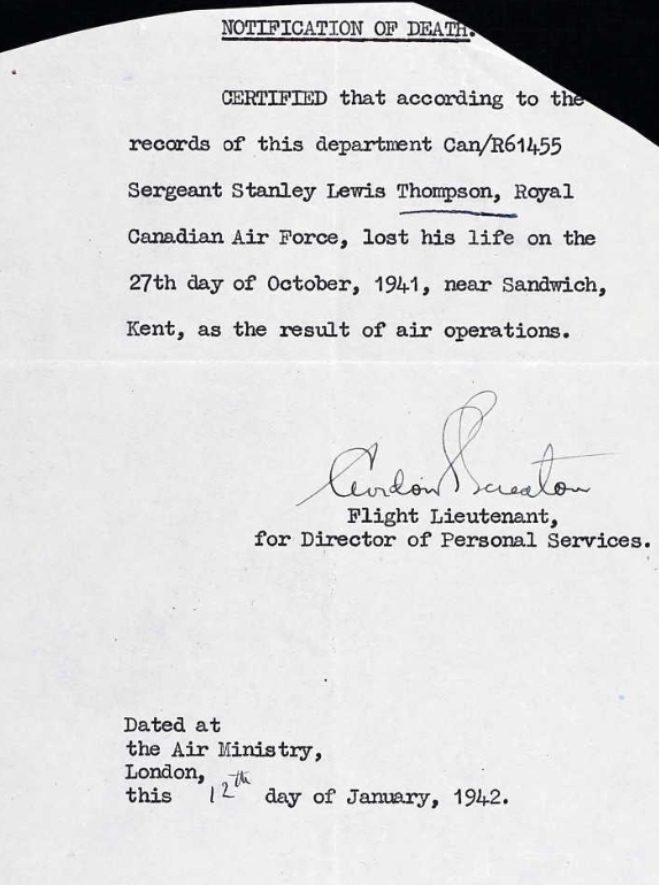 NOTIFICATION OF DEATH.
CERTIFIED that according to the
records of this department Can/R61455
Sergeant Stanley Lewis Thompson, Royal
Canadian Air Force, lost his life on the
27th day of October, 1941, near Sandwich,
Kent, as the result of air operations.
Gordon
Flight Lieutenant,
for Director of Personal Services.
Dated at
the Air Ministry,
London,
this 12th day of January, 1942.